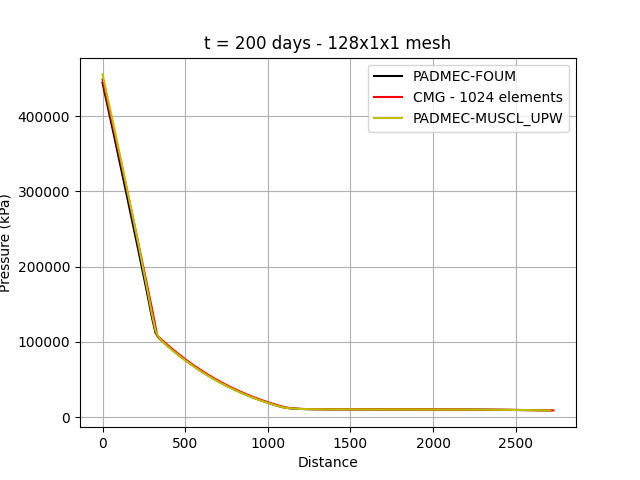 t = 200 days - 128x1x1 mesh
PADMEC-FOUM
CMG - 1024 elements
PADMEC-MUSCL_UPW
Pressure (kPa)
400000
300000
200000
100000
0
0 500 1000 1500 2000 2500
Distance